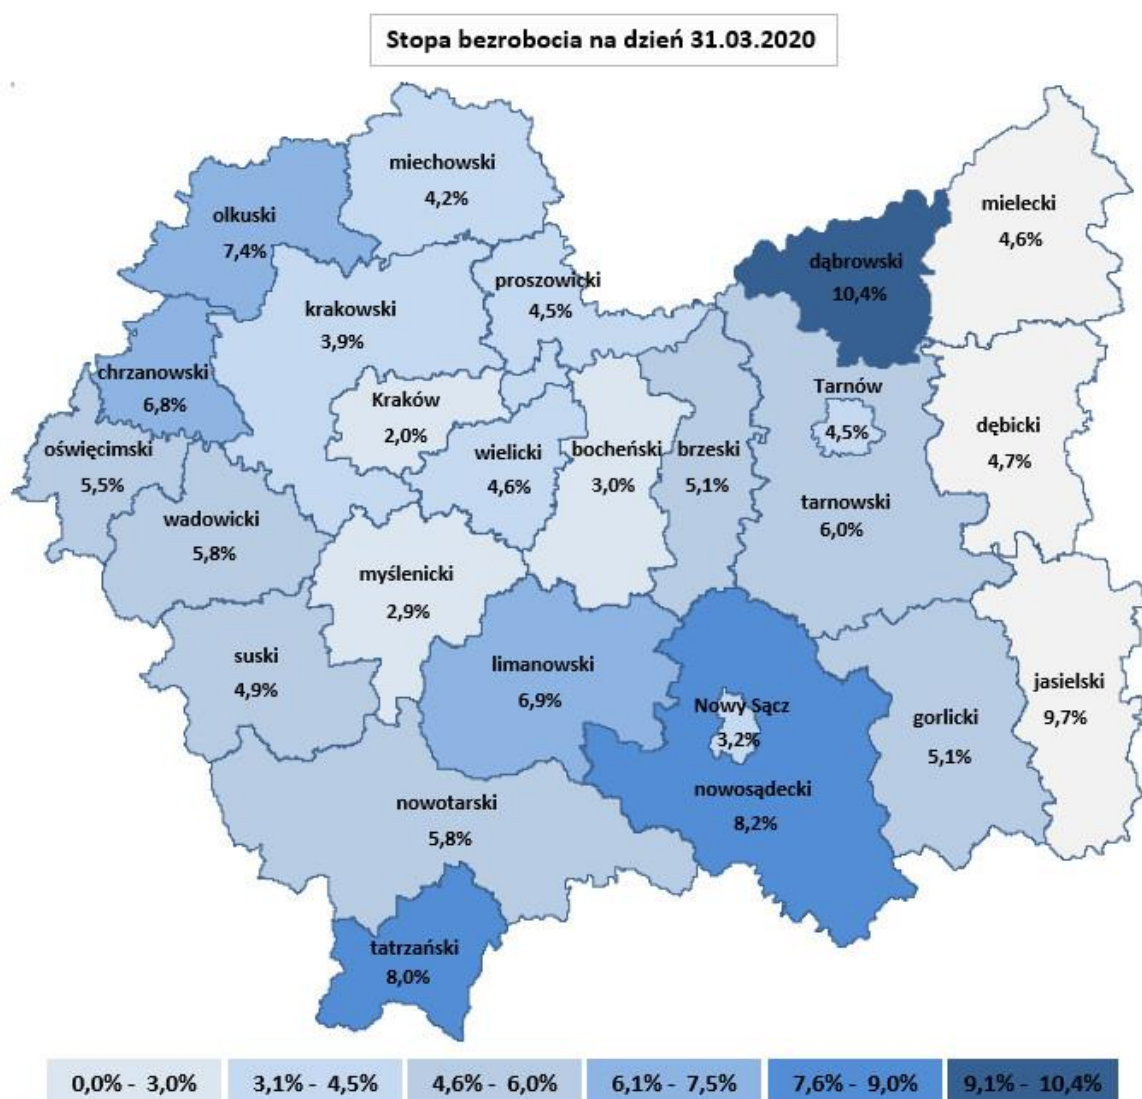 Stopa bezrobocia na dzień 31.03.2020
miechowski
4,2%
olkuski
7,4%
mielecki
4,6%
dąbrowski
10,4%
proszowicki
4,5%
krakowski
3,9%
chrzanowski
6,8%
Kraków
2,0%
Tarnów
4,5%
dębicki
4,7%
oświęcimski
5,5%
wielicki
4,6%
bocheński
3,0%
brzeski
5,1%
tarnowski
6,0%
wadowicki
5,8%
myślenicki
2,9%
suski
4,9%
limanowski
6,9%
jasielski
9,7%
Nowy Sącz
3,2%
gorlicki
5,1%
nowosądecki
8,2%
nowotarski
5,8%
tatrzański
8,0%
0,0% - 3,0%
3,1% - 4,5%
4,6% - 6,0%
6,1% - 7,5%
7,6% - 9,0%
9,1% - 10,4%